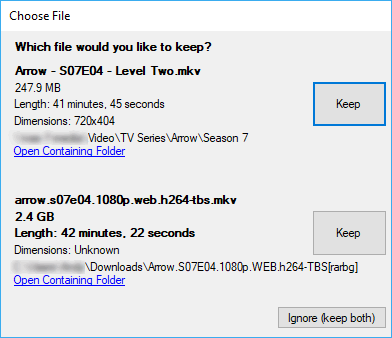 Choose File
Which file would you like to keep?
Arrow - S07E04 - Level Two.mkv
247.9 MB
Length: 41 minutes, 45 seconds
Dimensions: 720x404
\Video\TV Series\Arrow\Season 7
Open Containing Folder
Keep
arrow.s07e04.1080p.web.h264-tbs.mkv
2.4 GB
Length: 42 minutes, 22 seconds
Dimensions: Unknown
\Downloads\Arrow.S07E04.1080p.WEB.h264-TBS[rarbg]
Open Containing Folder
Keep
Ignore (keep both)